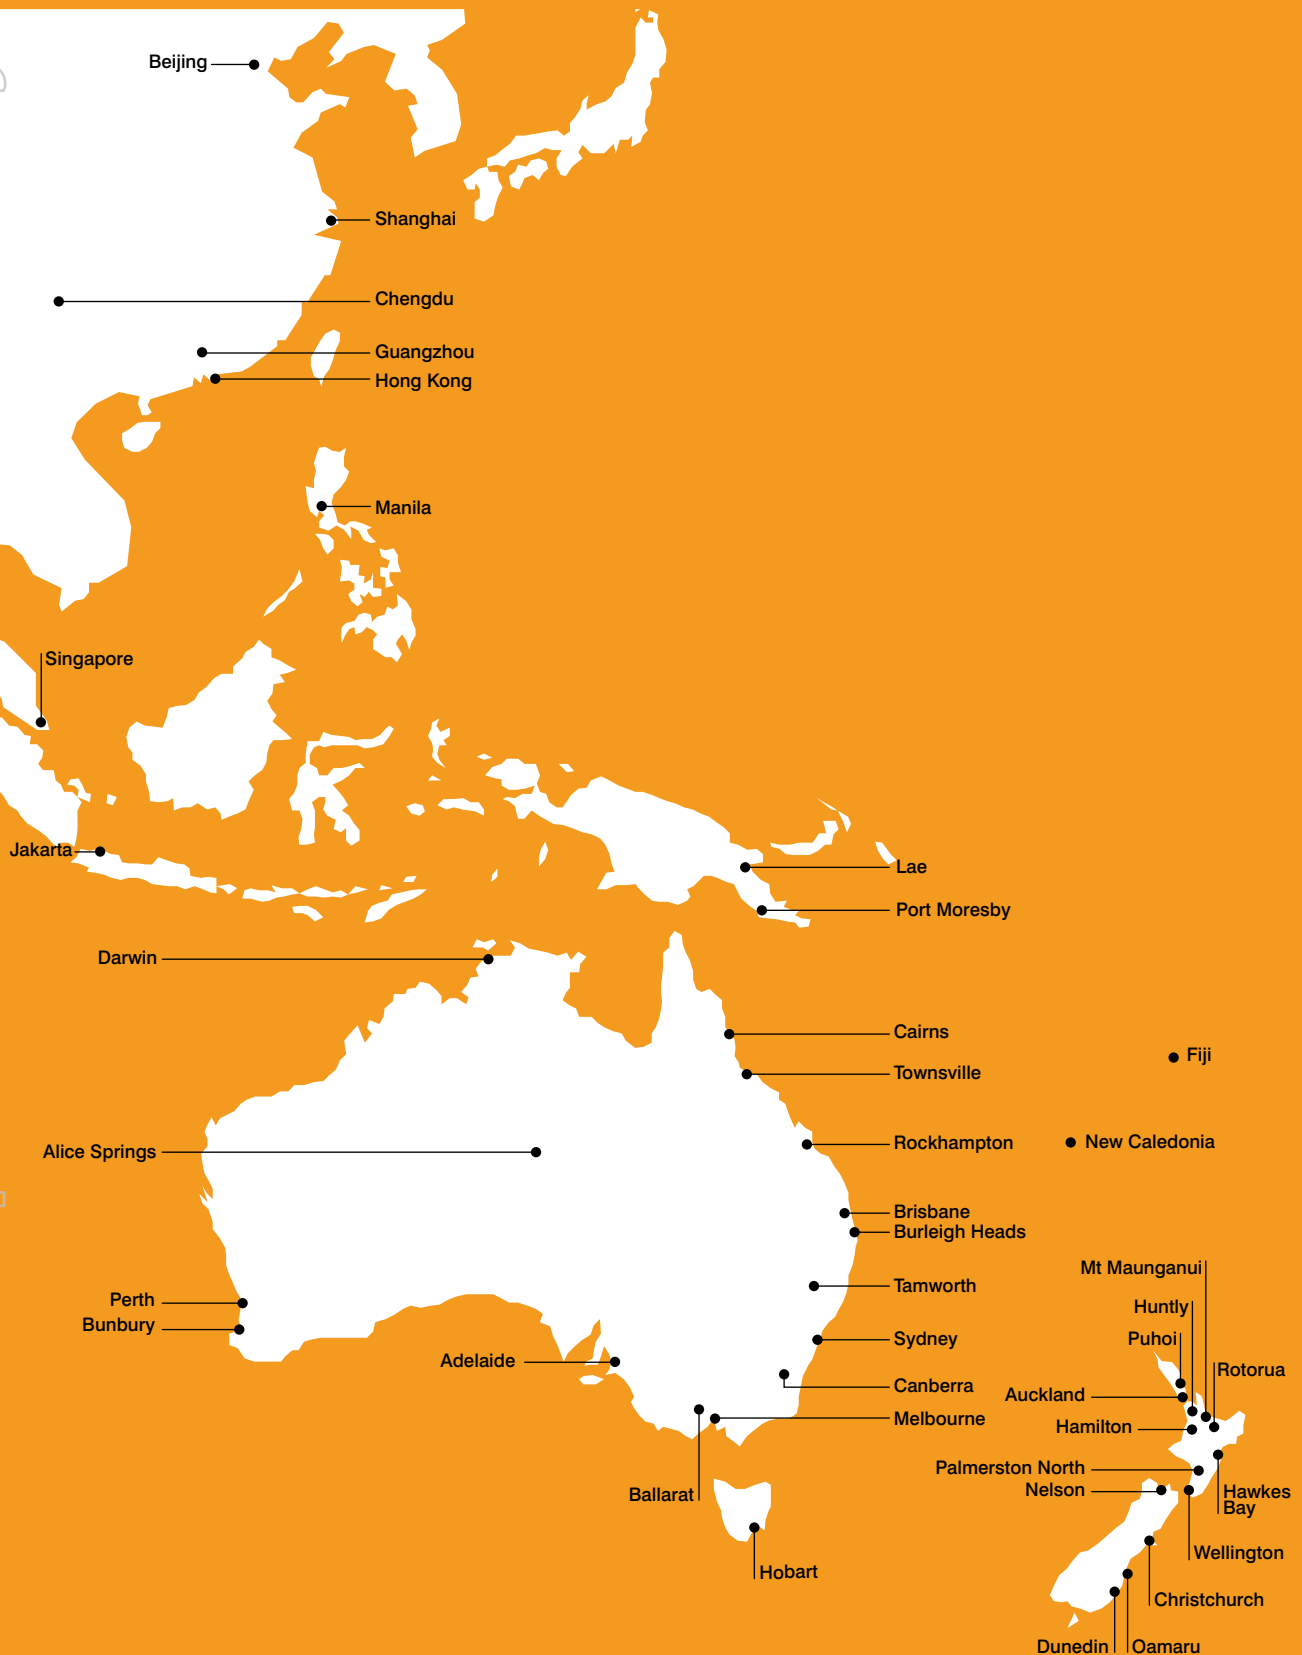 Beijing
Shanghai
Chengdu
Guangzhou
Hong Kong
Manila
Singapore
Jakarta
Lae
Port Moresby
Darwin
Cairns
Fiji
Townsville
Alice Springs
Rockhampton
New Caledonia
Brisbane
Burleigh Heads
Mt Maunganui
Tamworth
Perth
Huntly
Bunbury
Sydney
Puhoi
Adelaide
Rotorua
Canberra
Auckland
Melbourne
Hamilton
Palmerston North
Nelson
Hawkes
Bay
Ballarat
Wellington
Hobart
Christchurch
Dunedin
Oamaru